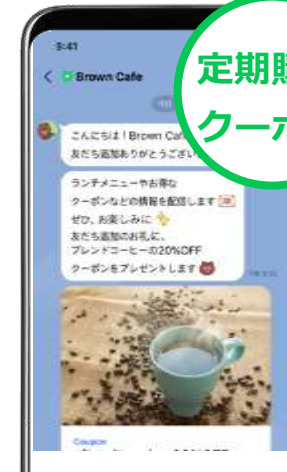 9:41
Brown Cafe
定期
クーポ
こんにちは！Brown Caf
友だち追加ありがとうござい
ランチメニューやお得な
クーポンなどの情報を配信します
ぜひ、お楽しみに
友だち追加のお礼に、
ブレンドコーヒーの20%OFF
クーポンをプレゼントします
Coupon